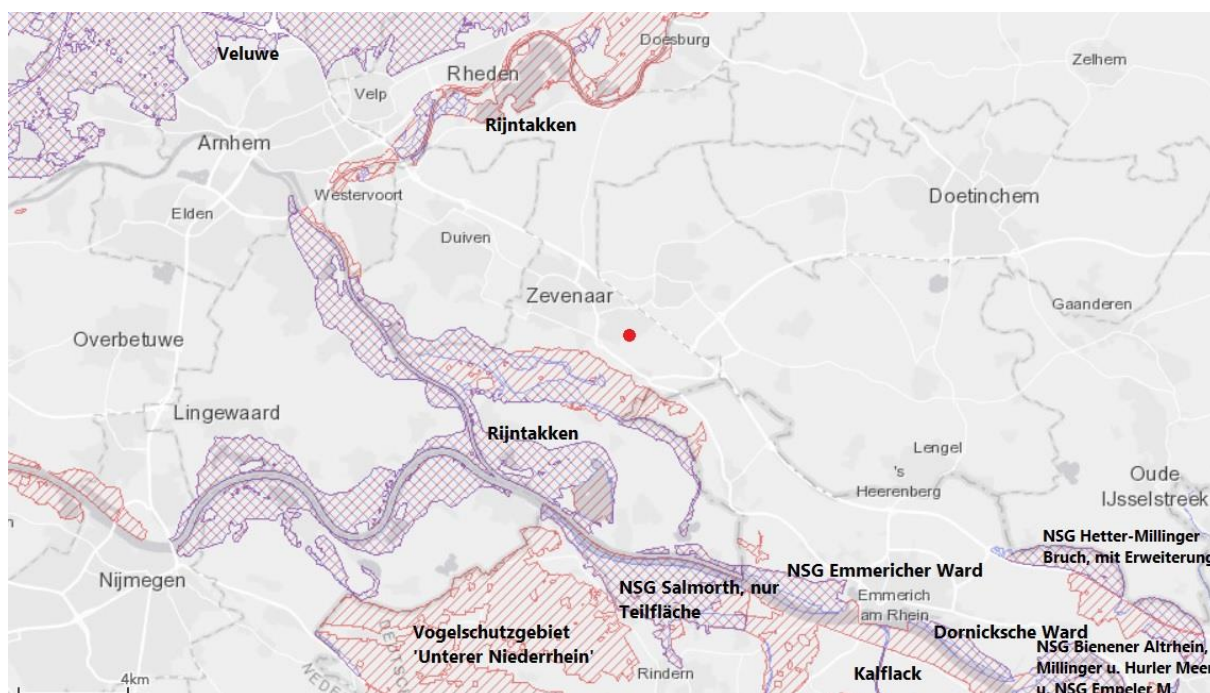 Veluwe
Doesburg
Zelhem
Rheden
Velp
Rijntakken
Arnhem
Westervoort
Doetinchem
Elden
Duiven
Zevenaar
Gaanderen
Overbetuwe
Lingewaard
Rijntakken
Lengel
's
Heerenberg
Oude
IJsselstreek
NSG Hetter-Millinger
Bruch, mit Erweiterung
Nijmegen
NSG Emmericher Ward
NSG Salmorth, nur
Teilfläche
Emmerich
am Rhein
Vogelschutzgebiet
'Unterer Niederrhein'
Dornicksche Ward
NSG Bienener Altrhein,
Millinger u. Hurler Meer
u. NSG Empeler M
Rindern
Kalflack
4km